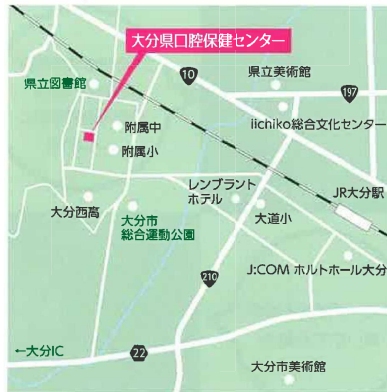 大分県口腔保健センター
10
県立美術館
県立図書館
197
附属中
iichiko総合文化センター
附属小
レンブラント
ホテル
JR大分駅
大分西高
大分市
総合運動公園
大道小
J:COM ホルトホール大分
210
←大分IC
22
大分市美術館